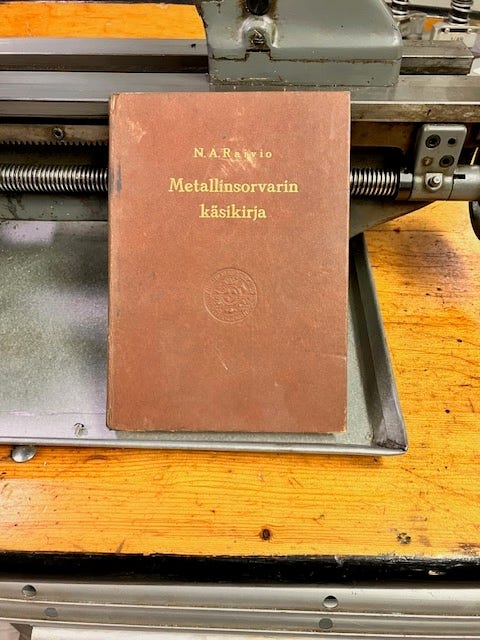 N. A. Raivio
Metallinsorvarin
käsikirja